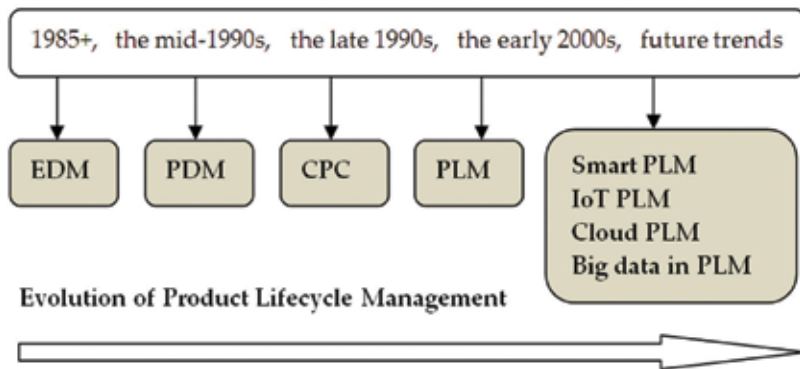 1985+, the mid-1990s, the late 1990s, the early 2000s, future trends
EDM
PDM
CPC
PLM
Smart PLM
IoT PLM
Cloud PLM
Big data in PLM
Evolution of Product Lifecycle Management